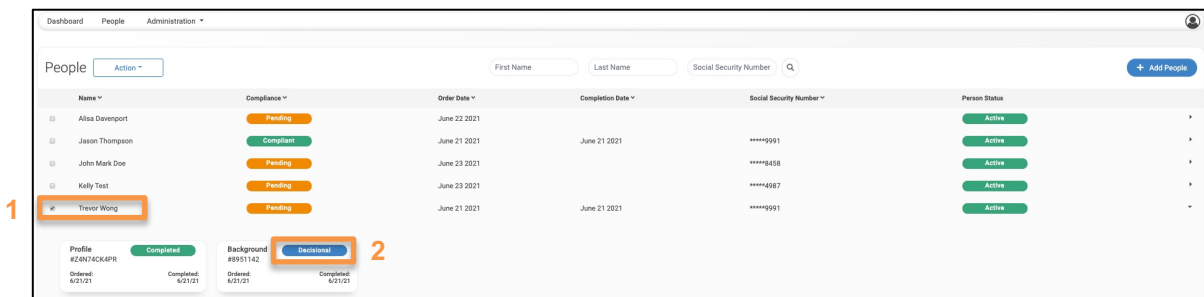 Dashboard People Administration
People Action First Name Last Name Social Security Number + Add People
Name Compliance Order Date Completion Date Social Security Number Person Status
Alisa Davenport Pending June 22 2021 Active
Jason Thompson Compliant June 21 2021 June 21 2021 *****9991 Active
John Mark Doe Pending June 23 2021 *****8458 Active
Kelly Test Pending June 23 2021 *****4987 Active
1 Trevor Wong Pending June 21 2021 June 21 2021 *****9991 Active
Profile Completed Background Decisional 2
#Z4N74CK4PR #8951142
Ordered: Completed: Ordered: Completed:
6/21/21 6/21/21 6/21/21 6/21/21